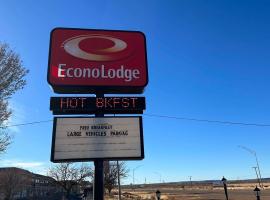 EconoLodge
HOT BKFST
FREE BREAKFAST
LARGE VEHICLES PARKING